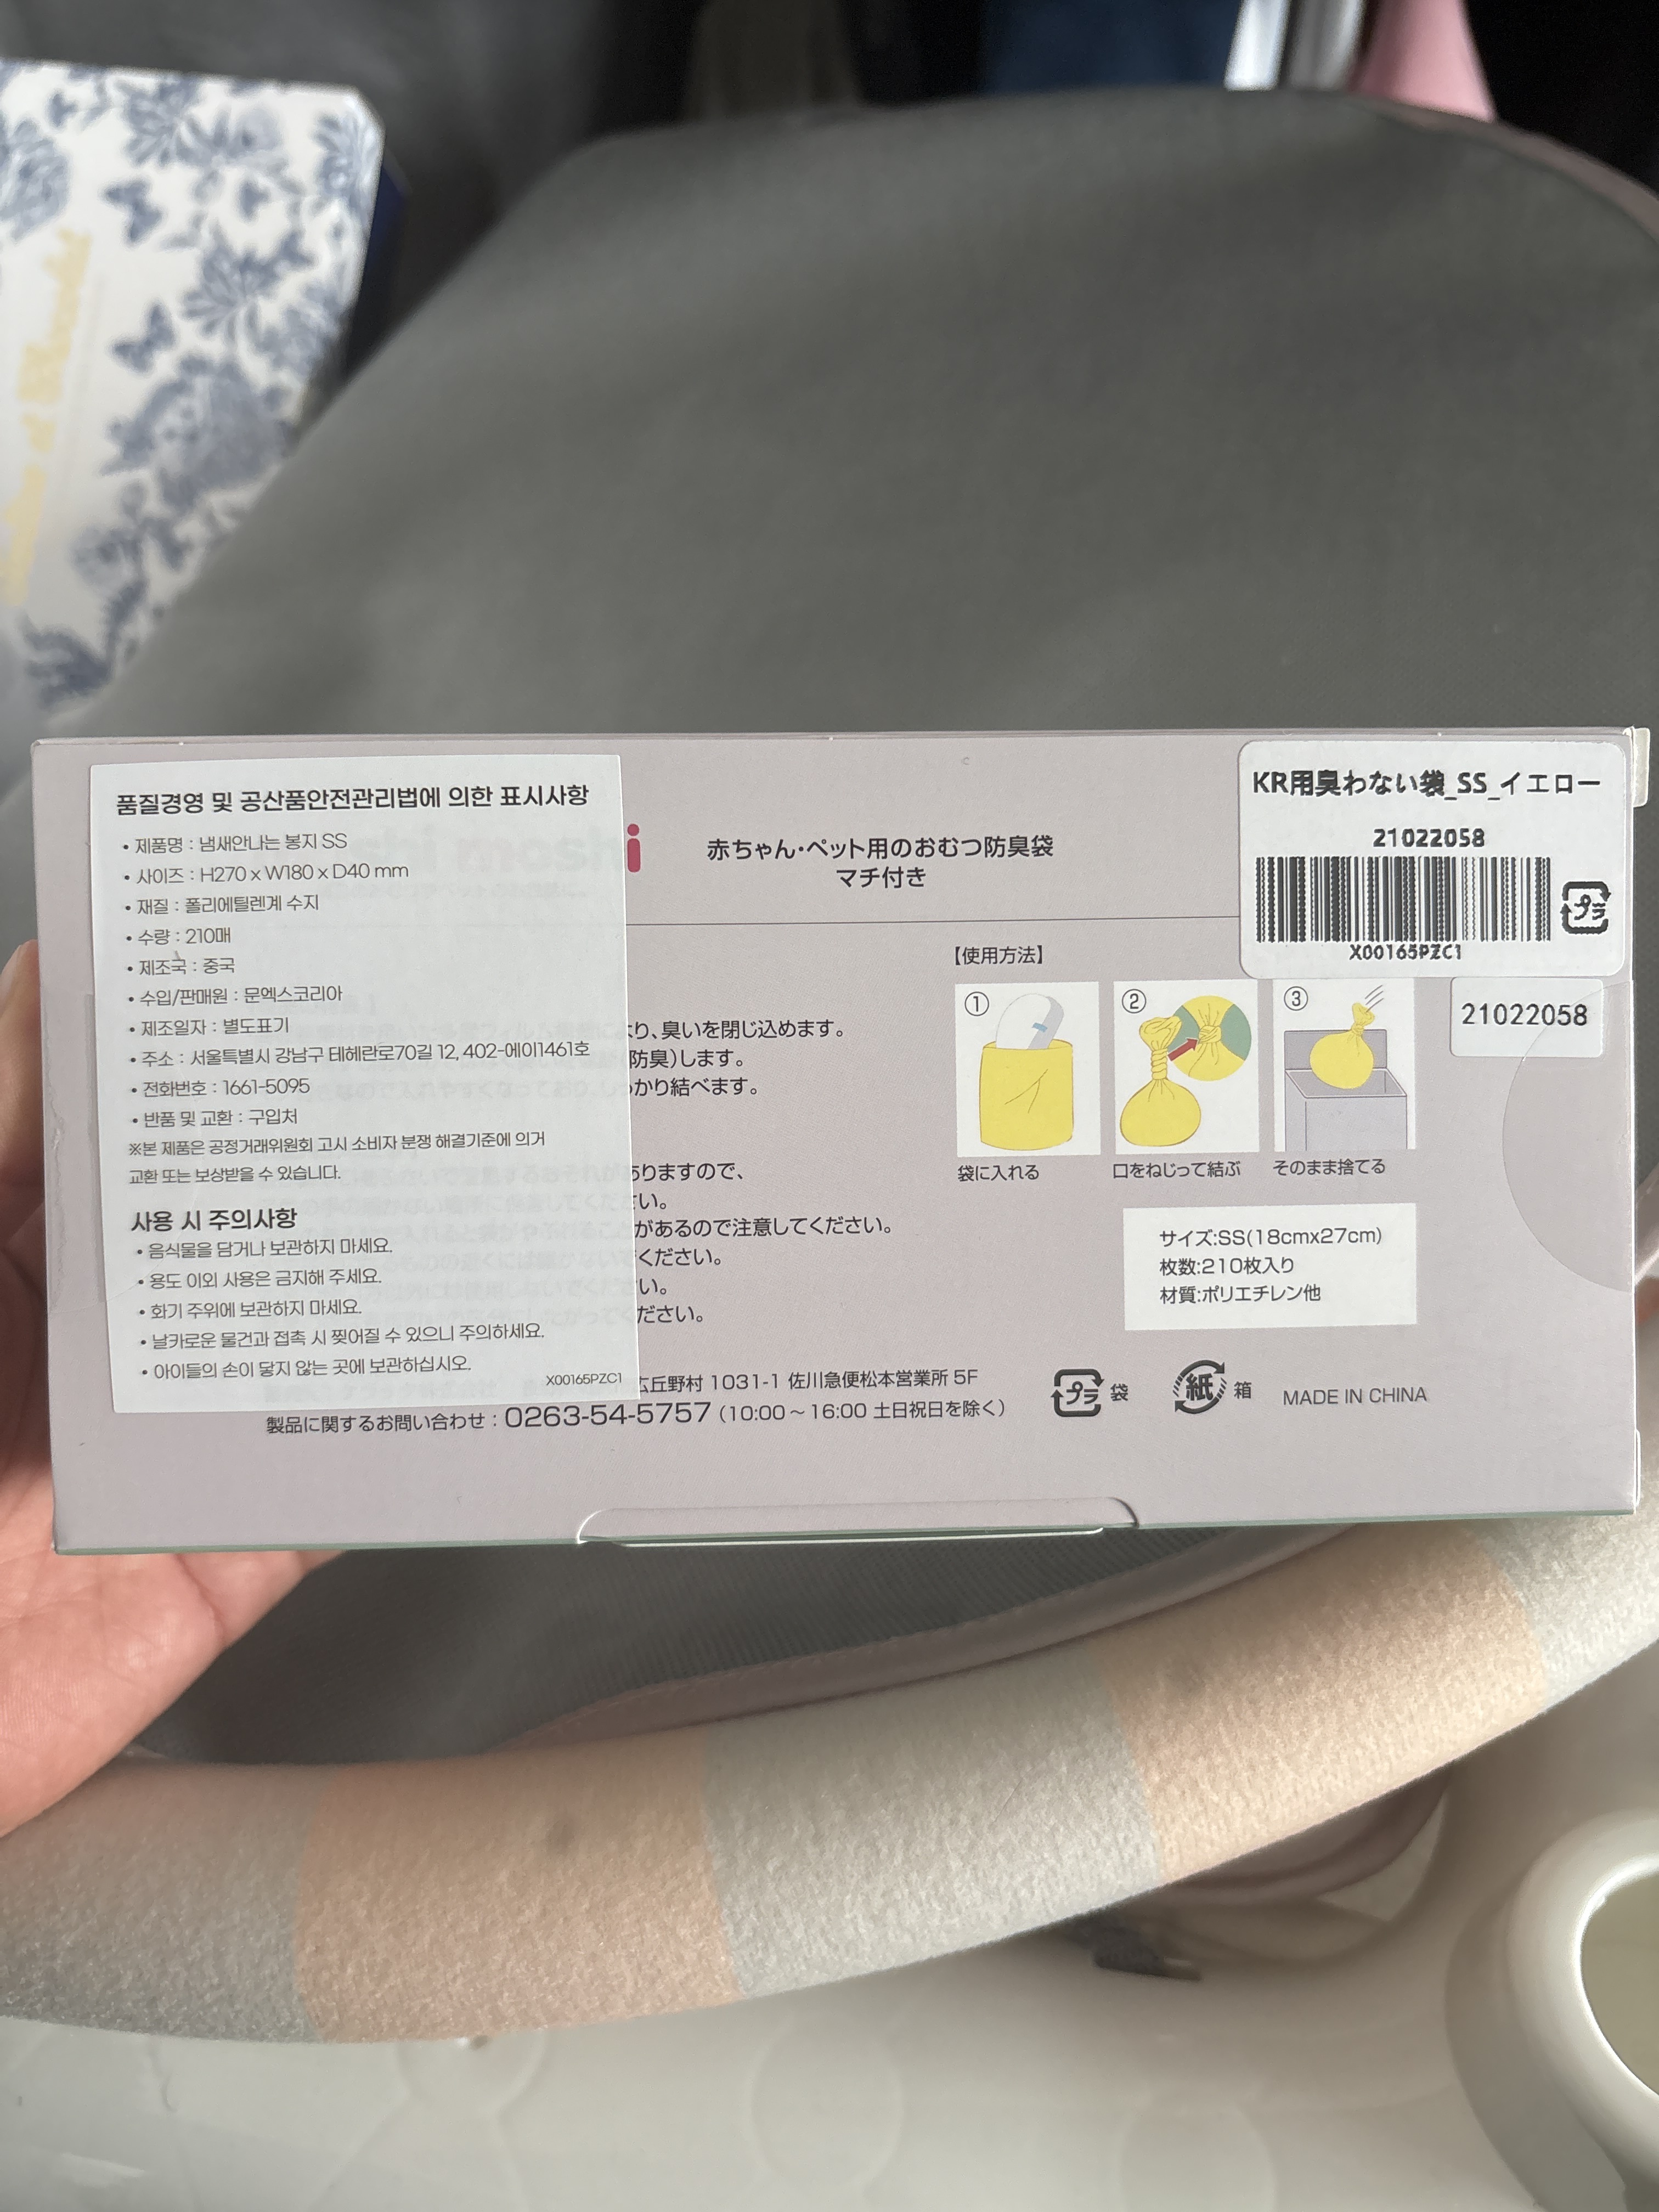 품질경영 및 공산품안전관리법에 의한 표시사항
• 제품명 : 냄새안나는 봉지 SS
• 사이즈 : H270 x W180 x D40 mm
• 재질 : 폴리에틸렌계 수지
• 수량 : 210매
• 제조국 : 중국
• 수입/판매원 : 문엑스코리아
• 제조일자 : 별도표기
• 주소 : 서울특별시 강남구 테헤란로70길 12, 402-에이1461호
• 전화번호 : 1661-5095
• 반품 및 교환 : 구입처
※본 제품은 공정거래위원회 고시 소비자 분쟁 해결기준에 의거
교환 또는 보상받을 수 있습니다.
사용 시 주의사항
• 음식물을 담거나 보관하지 마세요.
• 용도 이외 사용은 금지해 주세요.
• 화기 주위에 보관하지 마세요.
• 날카로운 물건과 접촉 시 찢어질 수 있으니 주의하세요.
• 아이들의 손이 닿지 않는 곳에 보관하십시오.
X00165PZC1
赤ちゃん・ペット用のおむつ防臭袋
マチ付き
より、臭いを閉じ込めます。
防臭)します。
しっかり結べます。
ありますので、
さい。
があるので注意してください。
ください。
い。
ださい。
広丘野村 1031-1 佐川急便松本営業所 5F
製品に関するお問い合わせ : 0263-54-5757 (10:00～16:00 土日祝日を除く)
【使用方法】
① ② ③
袋に入れる 口をねじって結ぶ そのまま捨てる
サイズ:SS(18cmx27cm)
枚数:210枚入り
材質:ポリエチレン他
プラ 袋 紙 箱 MADE IN CHINA
KR用臭わない袋_SS_イエロー
21022058
プラ
X00165PZC1
21022058